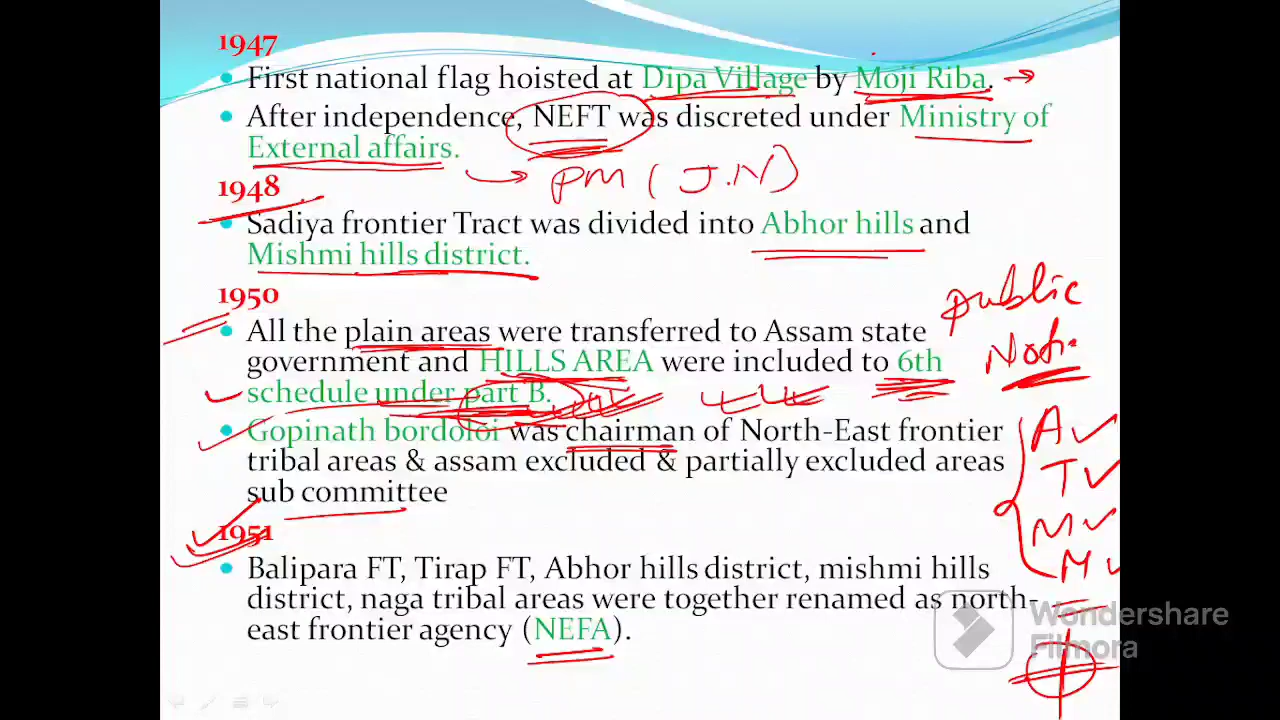 1947
First national flag hoisted at Dipa Village by Moji Riba.
After independence, NEFT was discreted under Ministry of
External affairs.
PM (J.N)
1948
Sadiya frontier Tract was divided into Abhor hills and
Mishmi hills district.
1950
public
All the plain areas were transferred to Assam state
government and HILLS AREA were included to 6th
schedule under part B.
Gopinath bordoloi was chairman of North-East frontier
tribal areas & assam excluded & partially excluded areas
sub committee
A
T
M
M
1951
Balipara FT, Tirap FT, Abhor hills district, mishmi hills
district, naga tribal areas were together renamed as north-
east frontier agency (NEFA).
Wondershare
Filmora